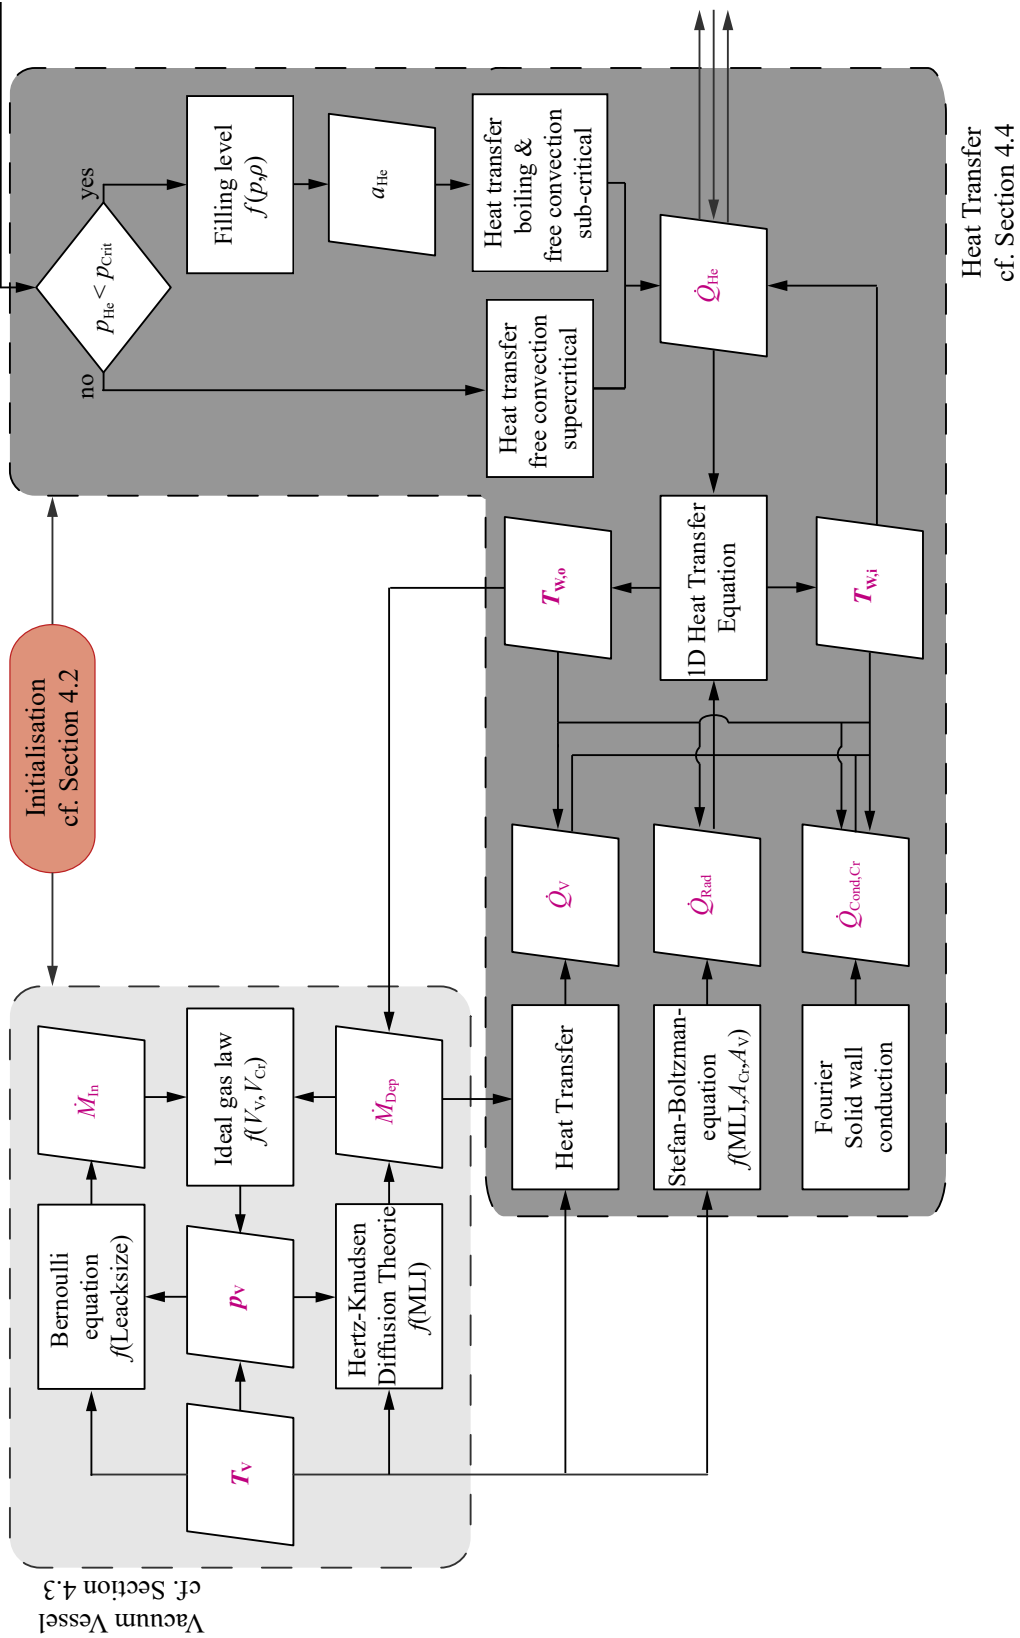 Initialisation
cf. Section 4.2
Vacuum Vessel
cf. Section 4.3
T_V
p_V
Bernoulli
equation
f(Leacksize)
Ṁ_In
Ideal gas law
f(V_V,V_Cr)
Hertz-Knudsen
Diffusion Theorie
f(MLI)
Ṁ_Dep
Heat Transfer
cf. Section 4.4
p_He < p_Crit
yes
no
Filling level
f(p,ρ)
a_He
Heat transfer
boiling &
free convection
sub-critical
Heat transfer
free convection
supercritical
Q̇_He
T_W,o
1D Heat Transfer
Equation
T_W,i
Q̇_V
Q̇_Rad
Q̇_Cond,Cr
Heat Transfer
Stefan-Boltzman-
equation
f(MLI,A_Cr,A_V)
Fourier
Solid wall
conduction